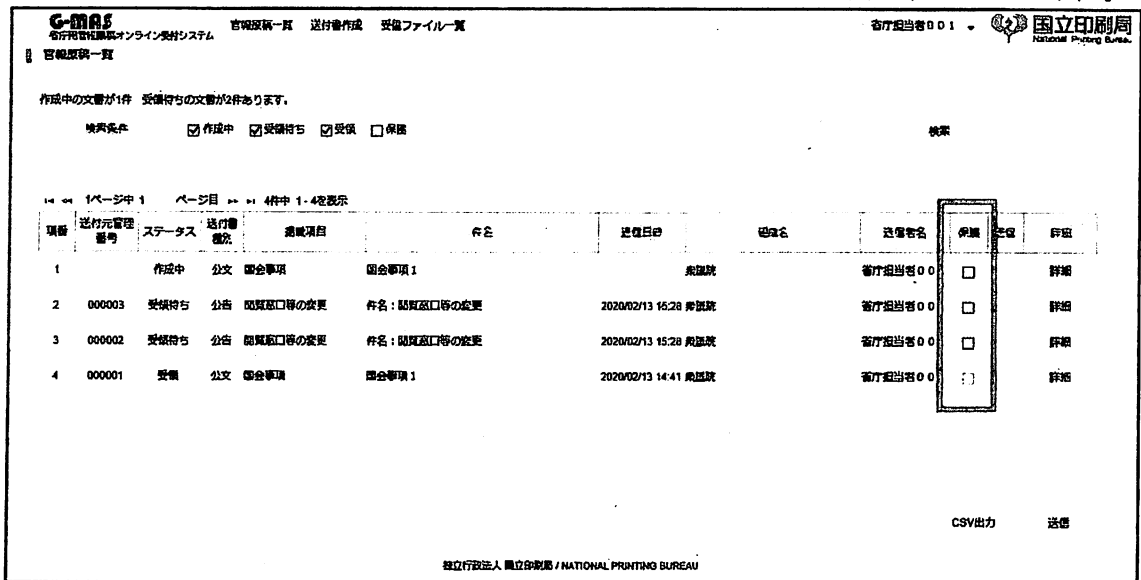 G-MAS
省庁用官報原稿オンライン受付システム
官報原稿一覧 送付書作成 受信ファイル一覧
省庁担当者001
国立印刷局
National Printing Bureau
官報原稿一覧
作成中の文書が1件 受領待ちの文書が2件あります。
検索条件 作成中 受領待ち 受領 保護
検索
1ページ中 1 ページ目 4件中 1 - 4を表示
項番 送付元管理番号 ステータス 送付書種別 掲載項目 件名 送信日時 送信者名 保護 送信 詳細
1 作成中 公文 国会事項 国会事項1 衆議院 省庁担当者00 詳細
2 000003 受領待ち 公告 閲覧窓口等の変更 件名:閲覧窓口等の変更 2020/02/13 15:28 衆議院 省庁担当者00 詳細
3 000002 受領待ち 公告 閲覧窓口等の変更 件名:閲覧窓口等の変更 2020/02/13 15:28 衆議院 省庁担当者00 詳細
4 000001 受領 公文 国会事項 国会事項1 2020/02/13 14:41 衆議院 省庁担当者00 詳細
CSV出力 送信
独立行政法人 国立印刷局 / NATIONAL PRINTING BUREAU